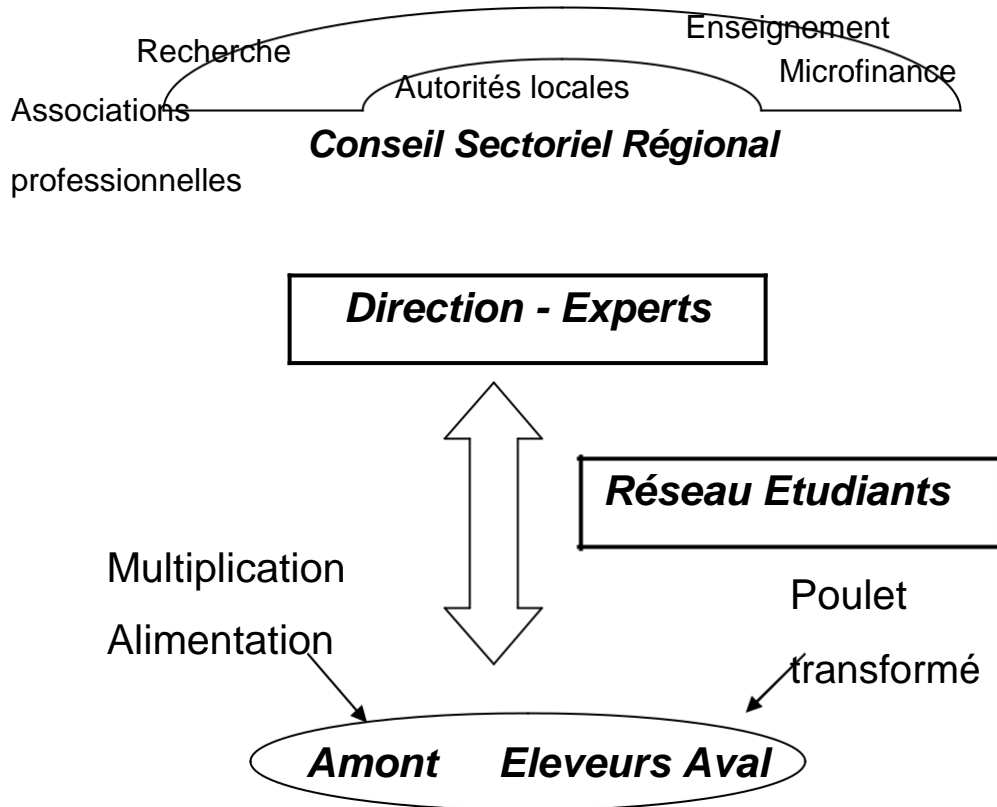 Enseignement
Recherche
Microfinance
Autorités locales
Associations
professionnelles
Conseil Sectoriel Régional
Direction - Experts
Réseau Etudiants
Multiplication
Alimentation
Poulet
transformé
Amont Eleveurs Aval